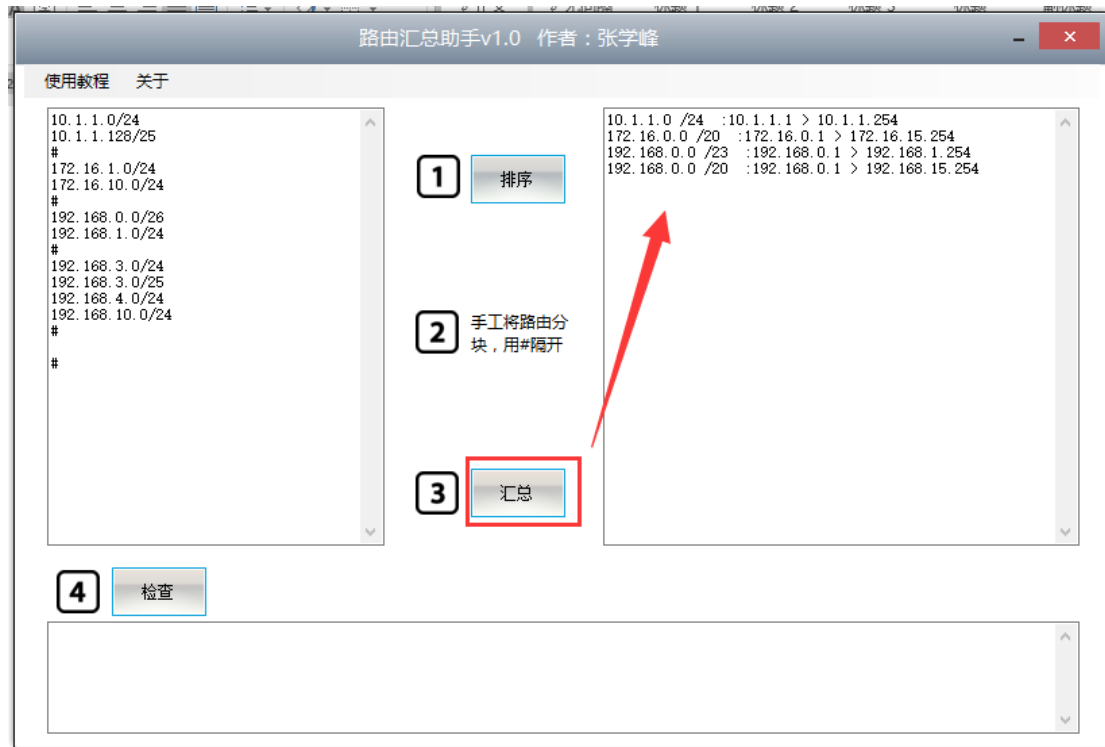 路由汇总助手v1.0 作者：张学峰
使用教程 关于
10.1.1.0/24
10.1.1.128/25
#
172.16.1.0/24
172.16.10.0/24
#
192.168.0.0/26
192.168.1.0/24
#
192.168.3.0/24
192.168.3.0/25
192.168.4.0/24
192.168.10.0/24
#
#
1 排序
2 手工将路由分
块，用#隔开
3 汇总
10.1.1.0 /24 :10.1.1.1 > 10.1.1.254
172.16.0.0 /20 :172.16.0.1 > 172.16.15.254
192.168.0.0 /23 :192.168.0.1 > 192.168.1.254
192.168.0.0 /20 :192.168.0.1 > 192.168.15.254
4 检查